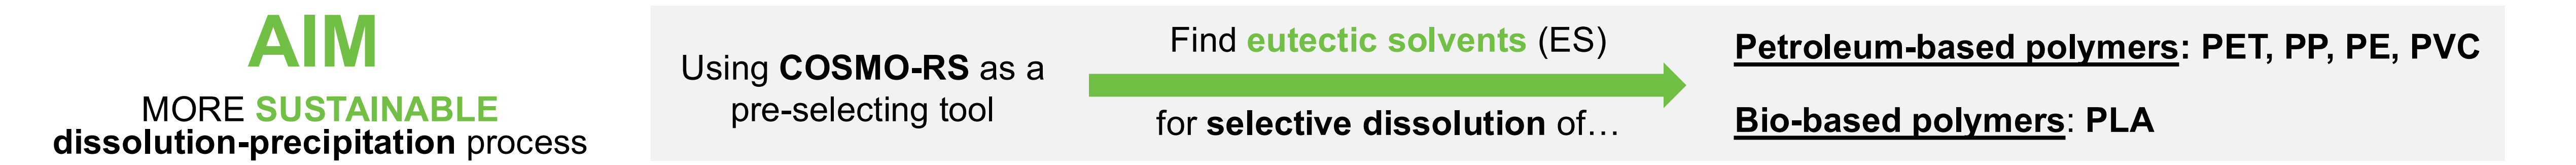 AIM
MORE SUSTAINABLE
dissolution-precipitation process
Using COSMO-RS as a
pre-selecting tool
Find eutectic solvents (ES)
for selective dissolution of…
Petroleum-based polymers: PET, PP, PE, PVC
Bio-based polymers: PLA